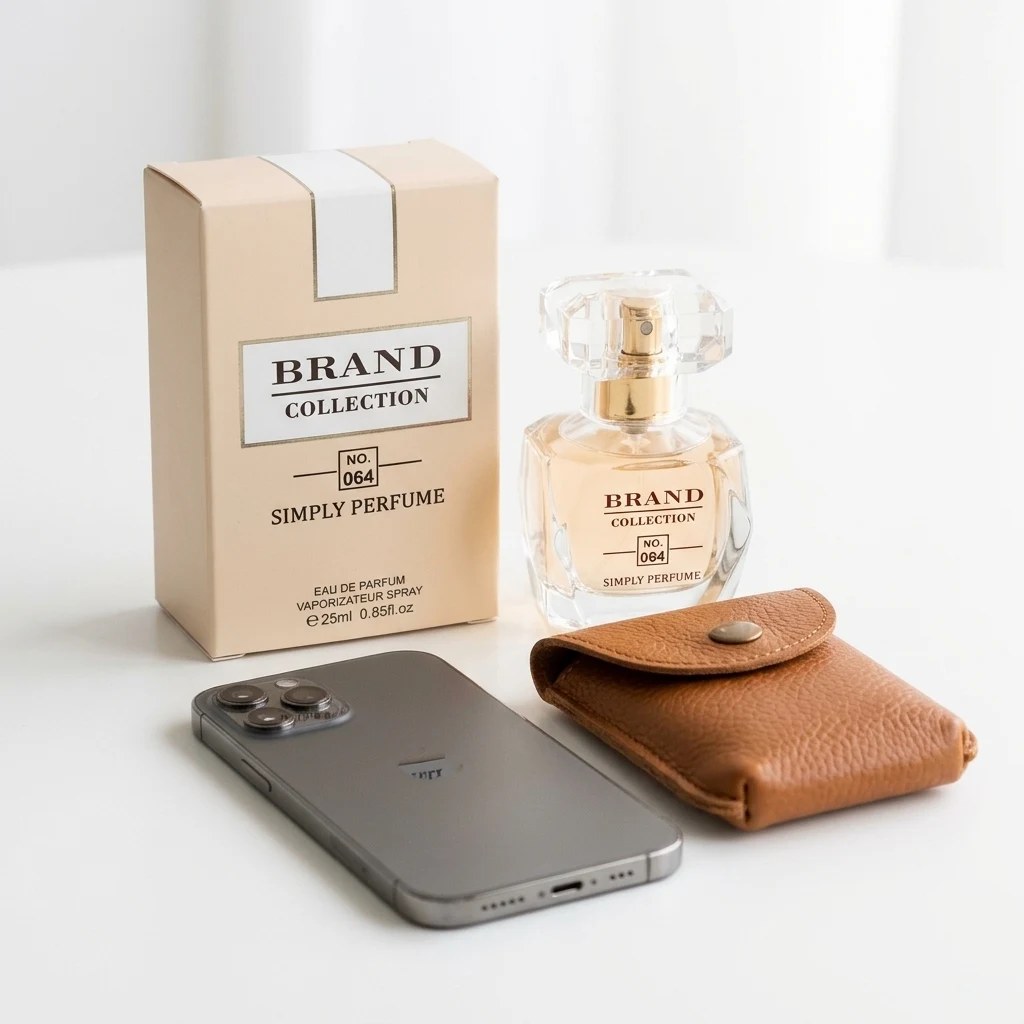 BRAND
COLLECTION
NO.
064
SIMPLY PERFUME
EAU DE PARFUM
VAPORIZATEUR SPRAY
℮ 25ml 0.85fl.oz
BRAND
COLLECTION
NO.
064
SIMPLY PERFUME